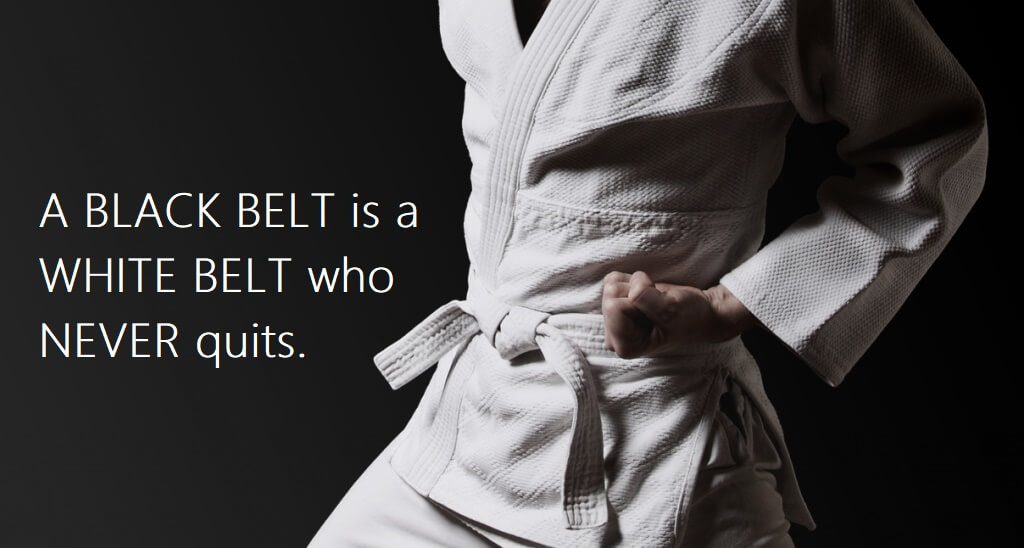 A BLACK BELT is a
WHITE BELT who
NEVER quits.